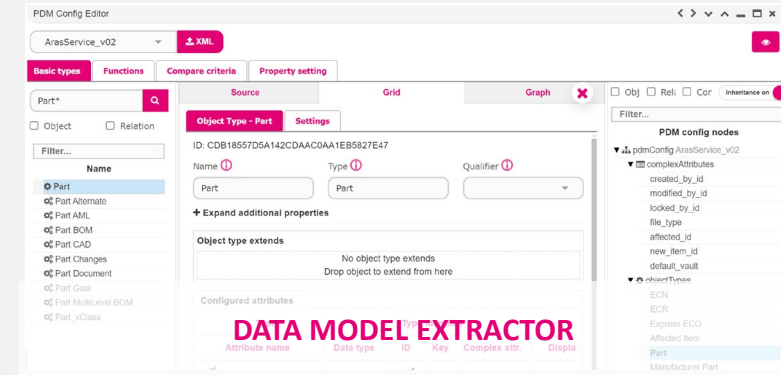 PDM Config Editor
ArasService_v02
XML
Basic types Functions Compare criteria Property setting
Part*
Object Relation
Filter...
Name
Part
Part Alternate
Part AML
Part BOM
Part CAD
Part Changes
Part Document
Part Goal
Part MultiLevel BOM
Part_xClass
Source Grid Graph
Object Type - Part Settings
ID: CDB18557D5A142CDAAC0AA1EB5827E47
Name Type Qualifier
Part Part
Expand additional properties
Object type extends
No object type extends
Drop object to extend from here
Configured attributes
Attribute name Data type ID Key Complex attr. Displa
DATA MODEL EXTRACTOR
Obj Rela Cor Inheritance on
Filter...
PDM config nodes
pdmConfig ArasService_v02
complexAttributes
created_by_id
modified_by_id
locked_by_id
file_type
affected_id
new_item_id
default_vault
objectTypes
ECN
ECR
Express ECO
Affected Item
Part
Manufacturer Part